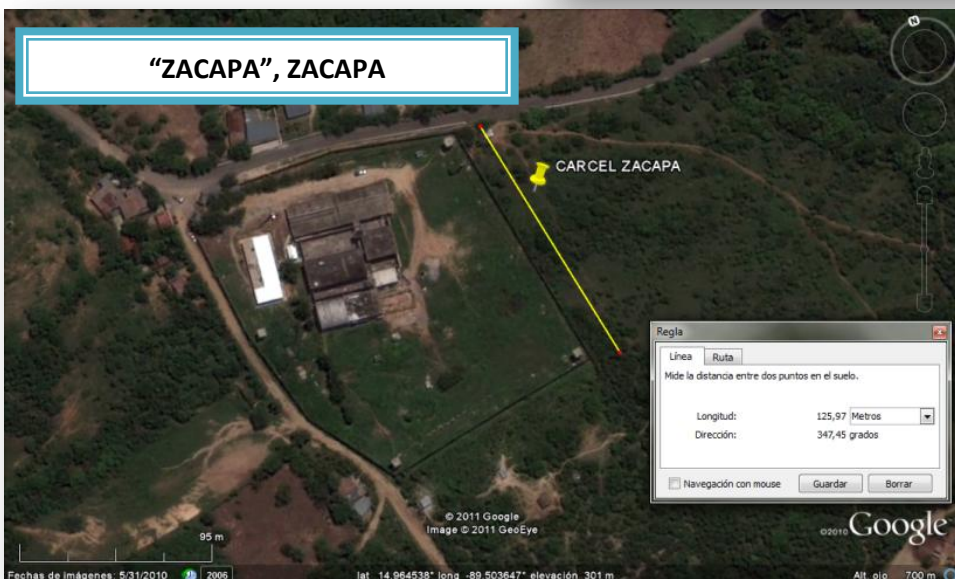 “ZACAPA”, ZACAPA
N
CARCEL ZACAPA
Regla
Línea Ruta
Mide la distancia entre dos puntos en el suelo.
Longitud: 125,97 Metros
Dirección: 347,45 grados
Navegación con mouse Guardar Borrar
© 2011 Google
Image © 2011 GeoEye
©2010 Google
95 m
Fechas de imágenes: 5/31/2010 2006 lat 14.964538° long -89.503647° elevación 301 m Alt. ojo 700 m